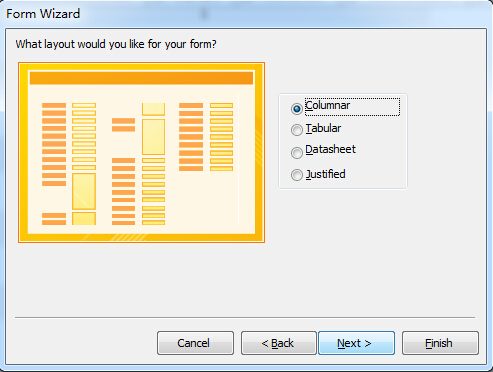 Form Wizard
What layout would you like for your form?
Columnar
Tabular
Datasheet
Justified
Cancel
< Back
Next >
Finish